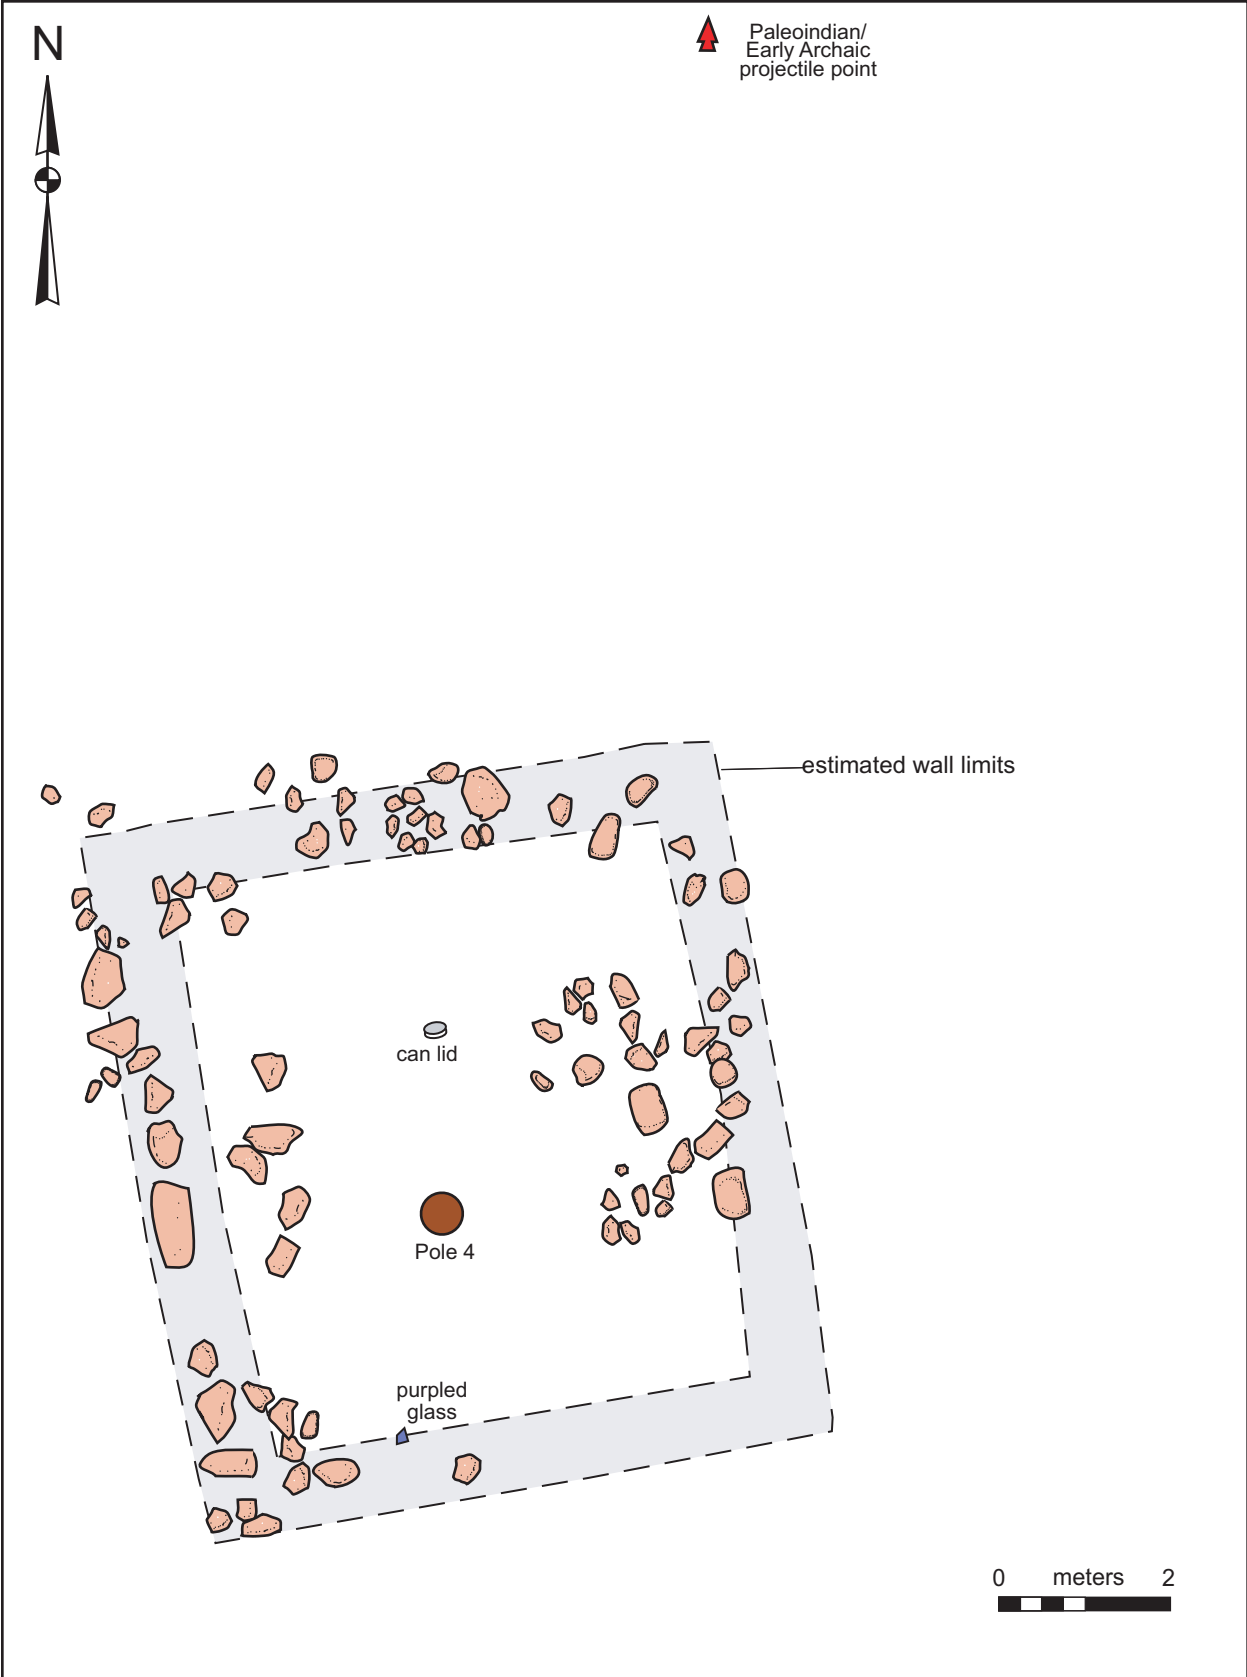 N
Paleoindian/
Early Archaic
projectile point
estimated wall limits
can lid
Pole 4
purpled
glass
0 meters 2